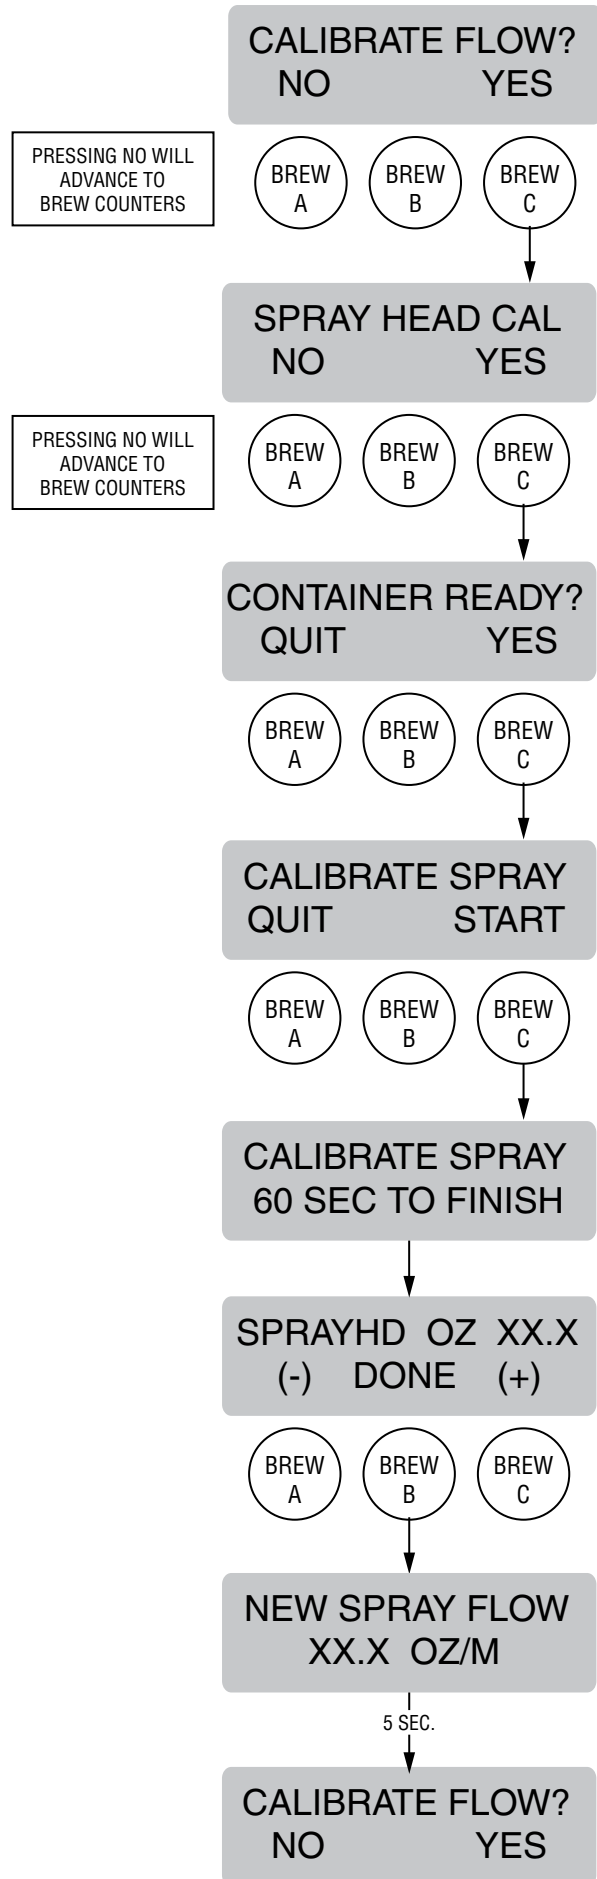 CALIBRATE FLOW?
NO YES
PRESSING NO WILL
ADVANCE TO
BREW COUNTERS
BREW
A
BREW
B
BREW
C
SPRAY HEAD CAL
NO YES
PRESSING NO WILL
ADVANCE TO
BREW COUNTERS
BREW
A
BREW
B
BREW
C
CONTAINER READY?
QUIT YES
BREW
A
BREW
B
BREW
C
CALIBRATE SPRAY
QUIT START
BREW
A
BREW
B
BREW
C
CALIBRATE SPRAY
60 SEC TO FINISH
SPRAYHD OZ XX.X
(-) DONE (+)
BREW
A
BREW
B
BREW
C
NEW SPRAY FLOW
XX.X OZ/M
5 SEC.
CALIBRATE FLOW?
NO YES